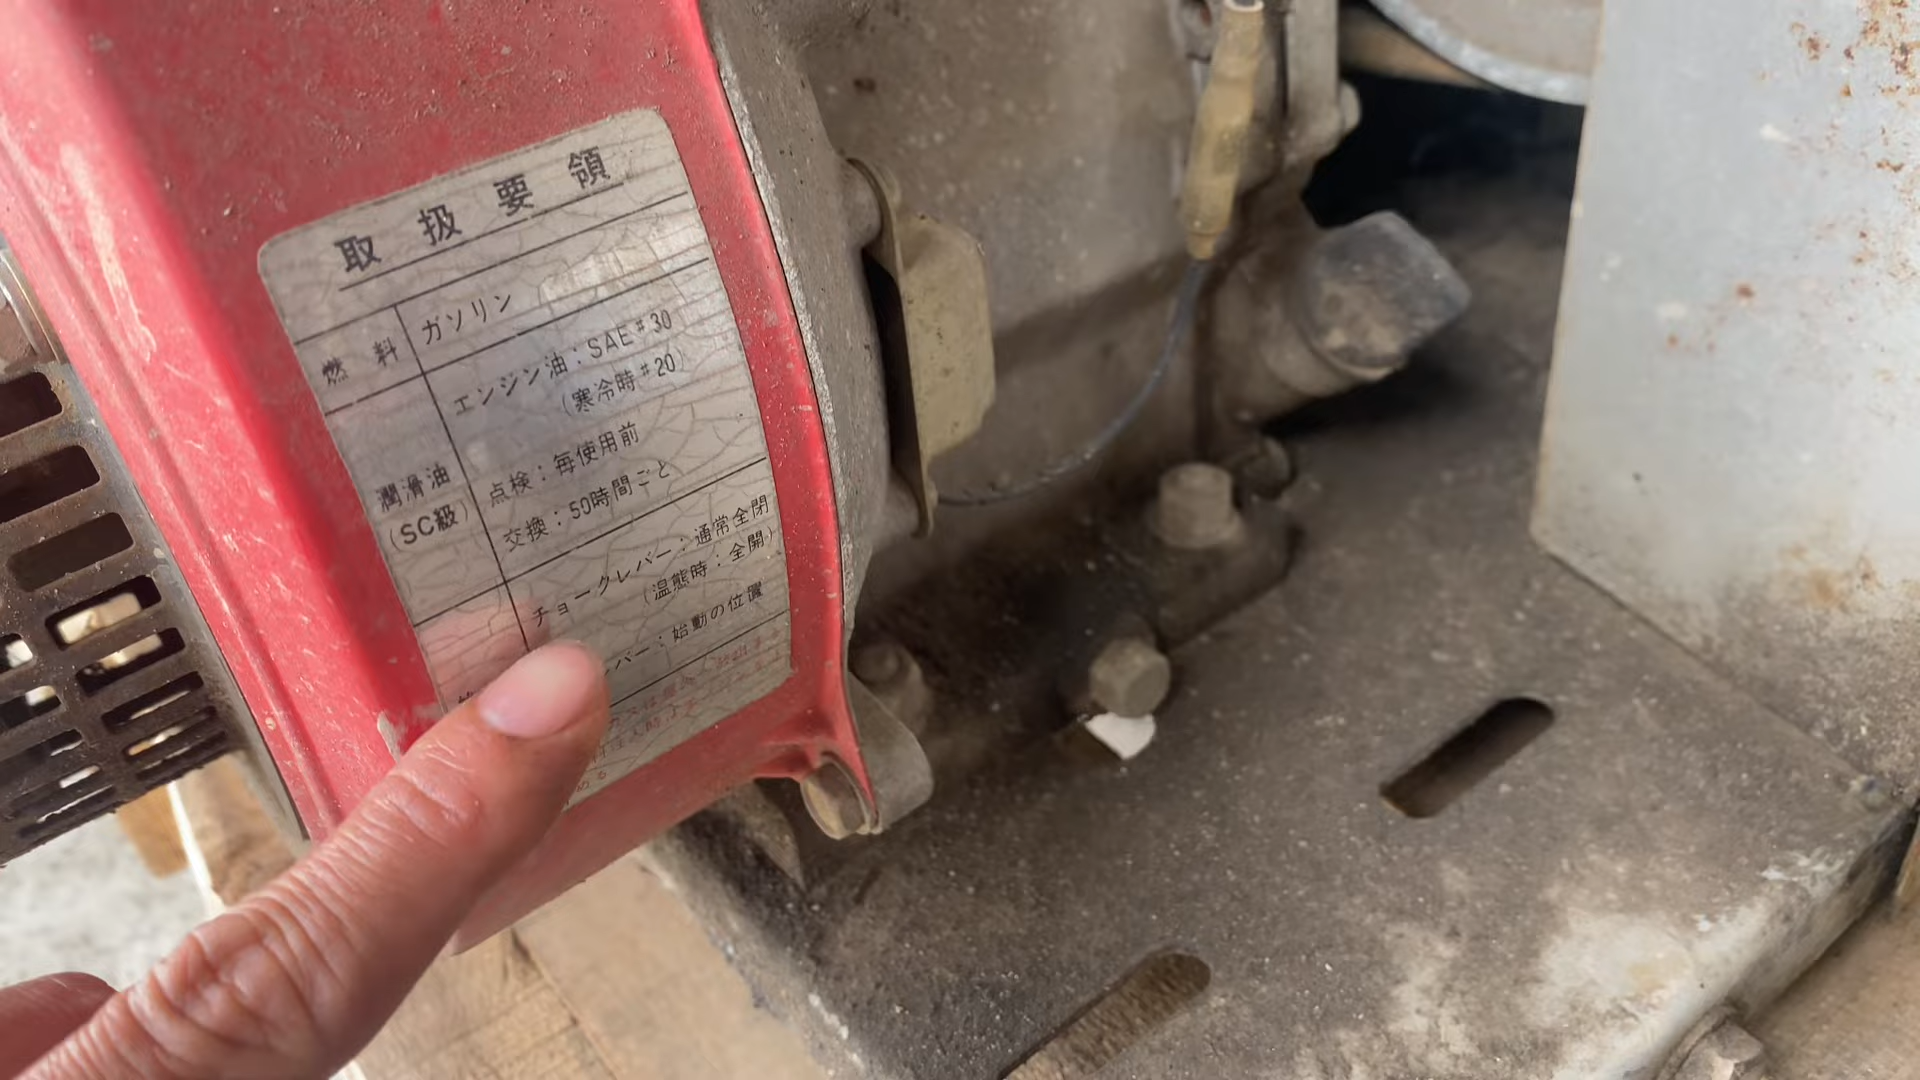 取扱要領
燃料 ガソリン
潤滑油
(SC級)
エンジン油:SAE#30
(寒冷時#20)
点検:毎使用前
交換:50時間ごと
チョークレバー:通常全閉
(温態時:全開)
レバー:始動の位置